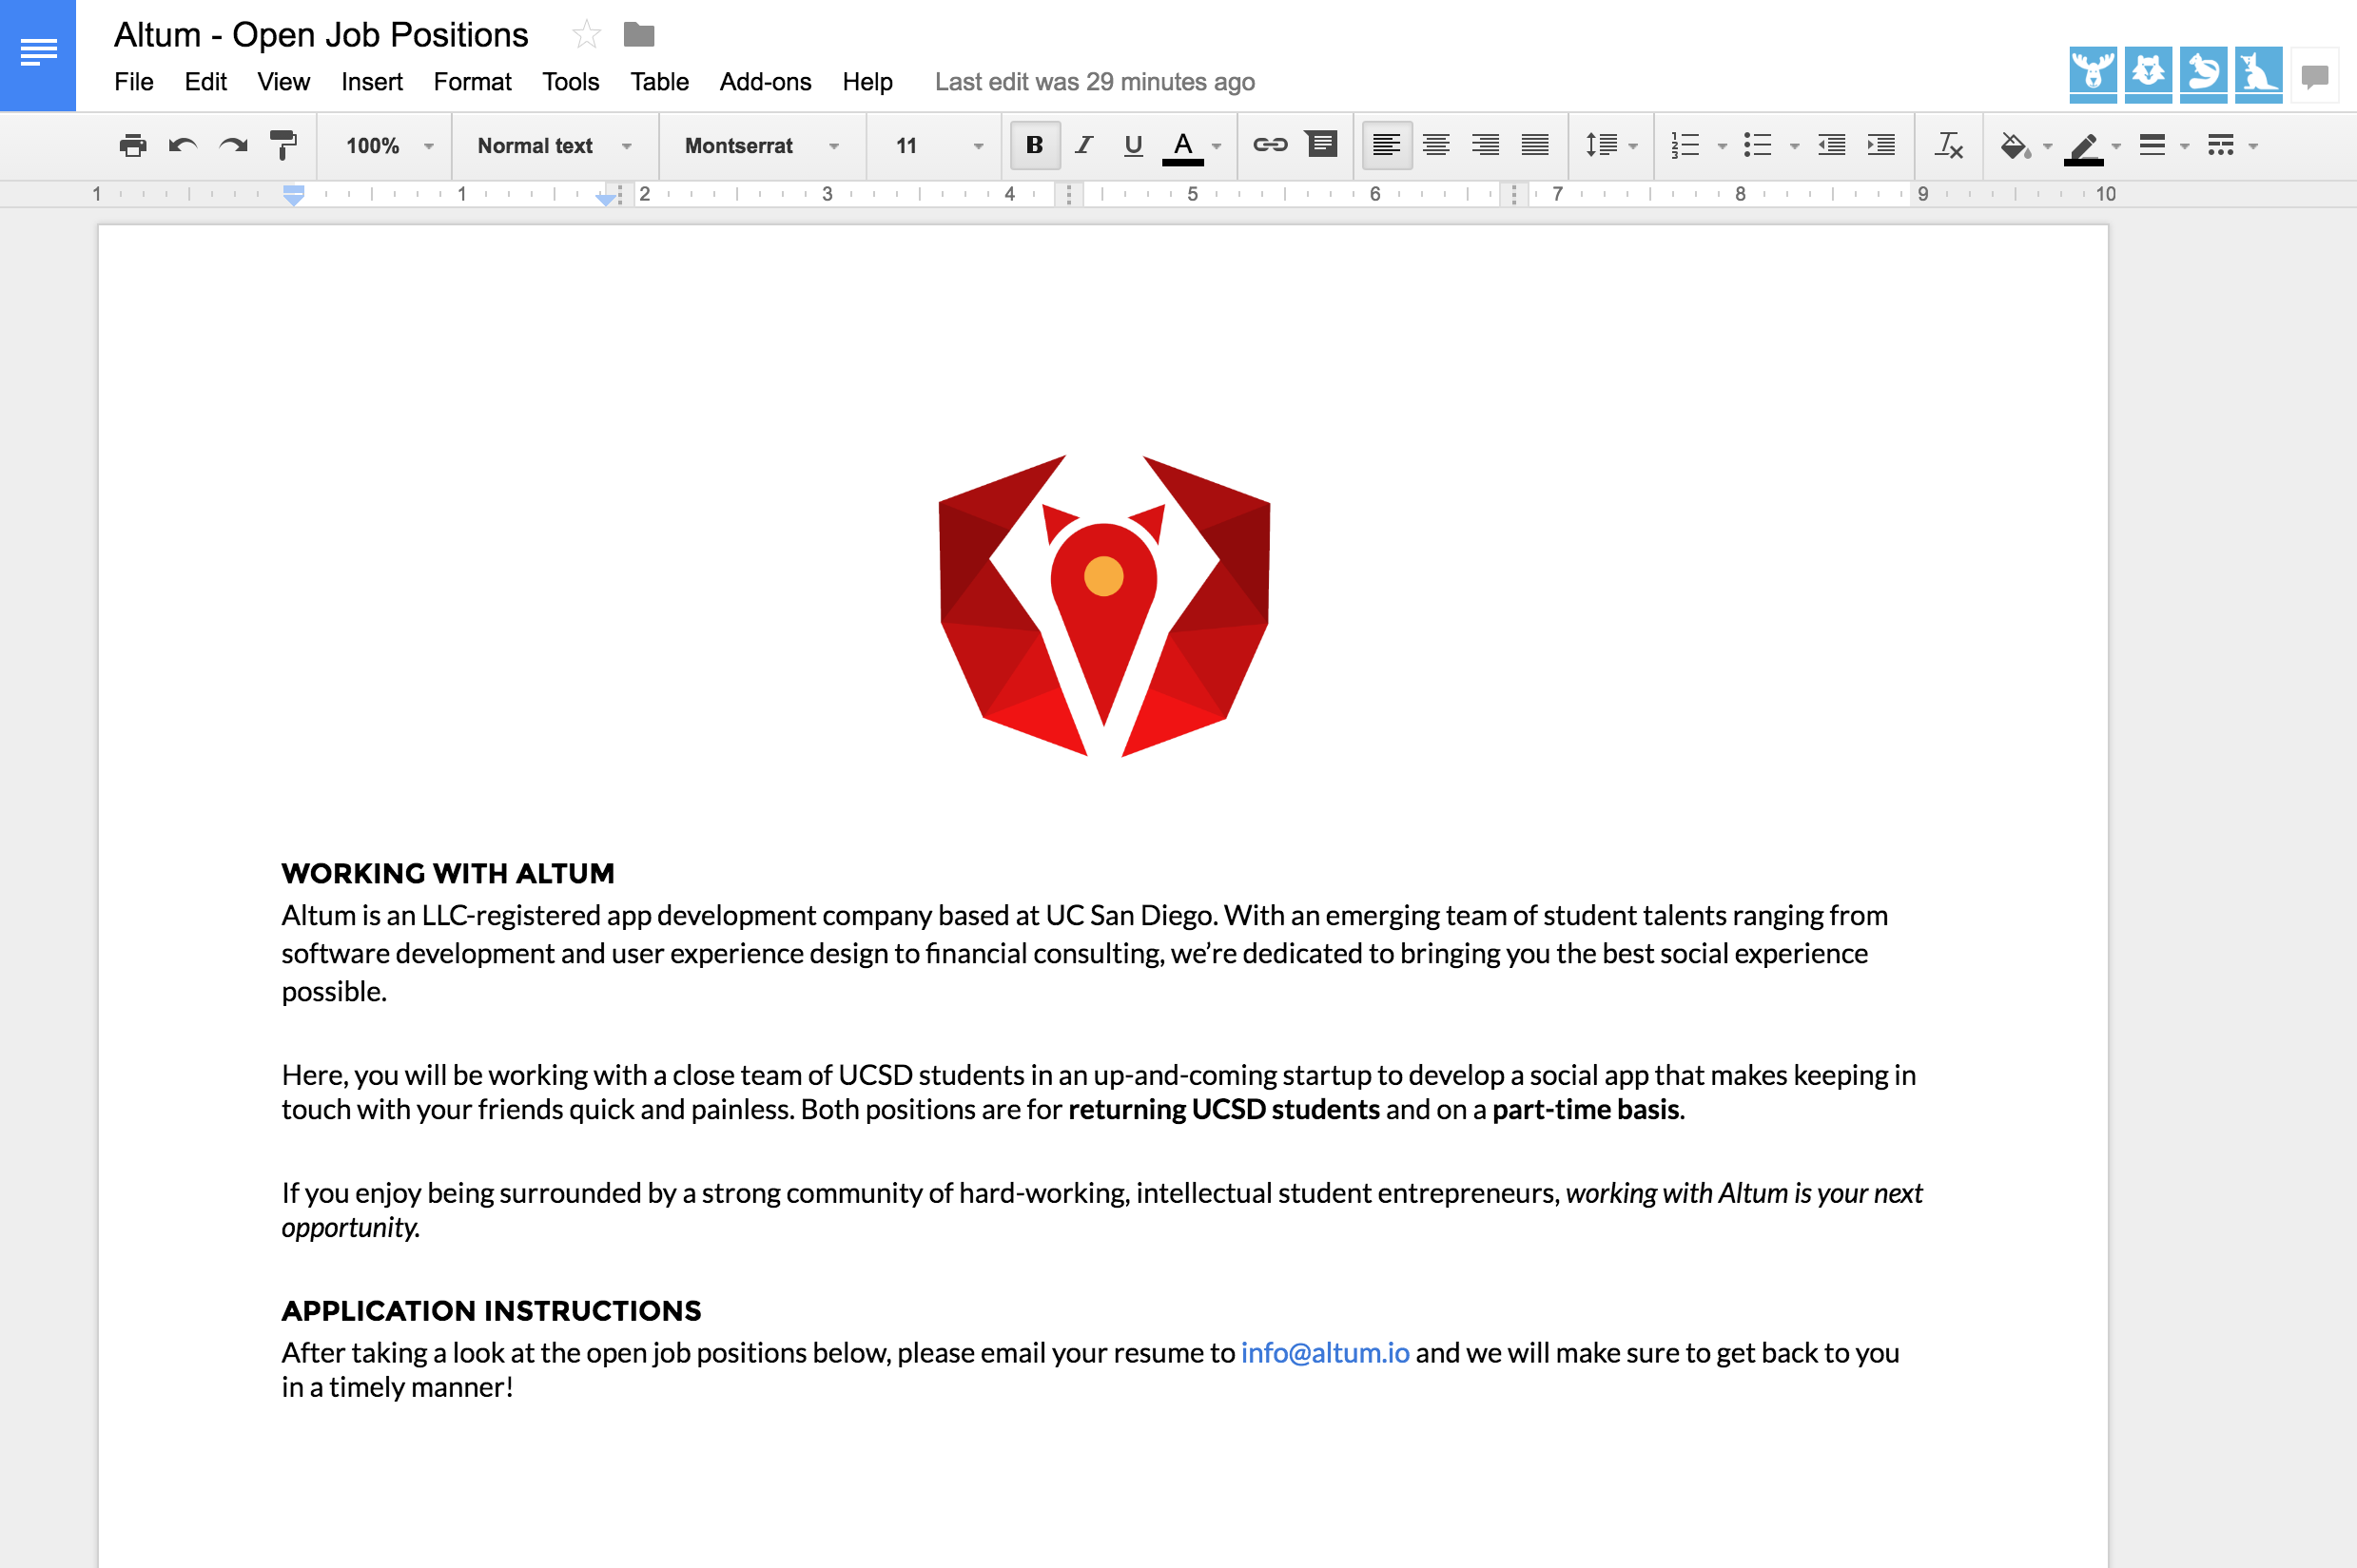 Altum - Open Job Positions
File Edit View Insert Format Tools Table Add-ons Help Last edit was 29 minutes ago
100% Normal text Montserrat 11 B I U A
1 1 2 3 4 5 6 7 8 9 10
WORKING WITH ALTUM
Altum is an LLC-registered app development company based at UC San Diego. With an emerging team of student talents ranging from
software development and user experience design to financial consulting, we’re dedicated to bringing you the best social experience
possible.
Here, you will be working with a close team of UCSD students in an up-and-coming startup to develop a social app that makes keeping in
touch with your friends quick and painless. Both positions are for returning UCSD students and on a part-time basis.
If you enjoy being surrounded by a strong community of hard-working, intellectual student entrepreneurs, working with Altum is your next
opportunity.
APPLICATION INSTRUCTIONS
After taking a look at the open job positions below, please email your resume to info@altum.io and we will make sure to get back to you
in a timely manner!